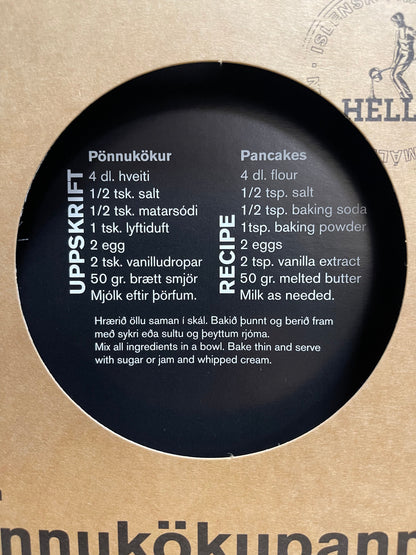 HELL
UPPSKRIFT
Pönnukökur
4 dl. hveiti
1/2 tsk. salt
1/2 tsk. matarsódi
1 tsk. lyftiduft
2 egg
2 tsk. vanilludropar
50 gr. brætt smjör
Mjólk eftir þörfum.
RECIPE
Pancakes
4 dl. flour
1/2 tsp. salt
1/2 tsp. baking soda
1tsp. baking powder
2 eggs
2 tsp. vanilla extract
50 gr. melted butter
Milk as needed.
Hrærið öllu saman í skál. Bakið þunnt og berið fram
með sykri eða sultu og þeyttum rjóma.
Mix all ingredients in a bowl. Bake thin and serve
with sugar or jam and whipped cream.
nnukökupann